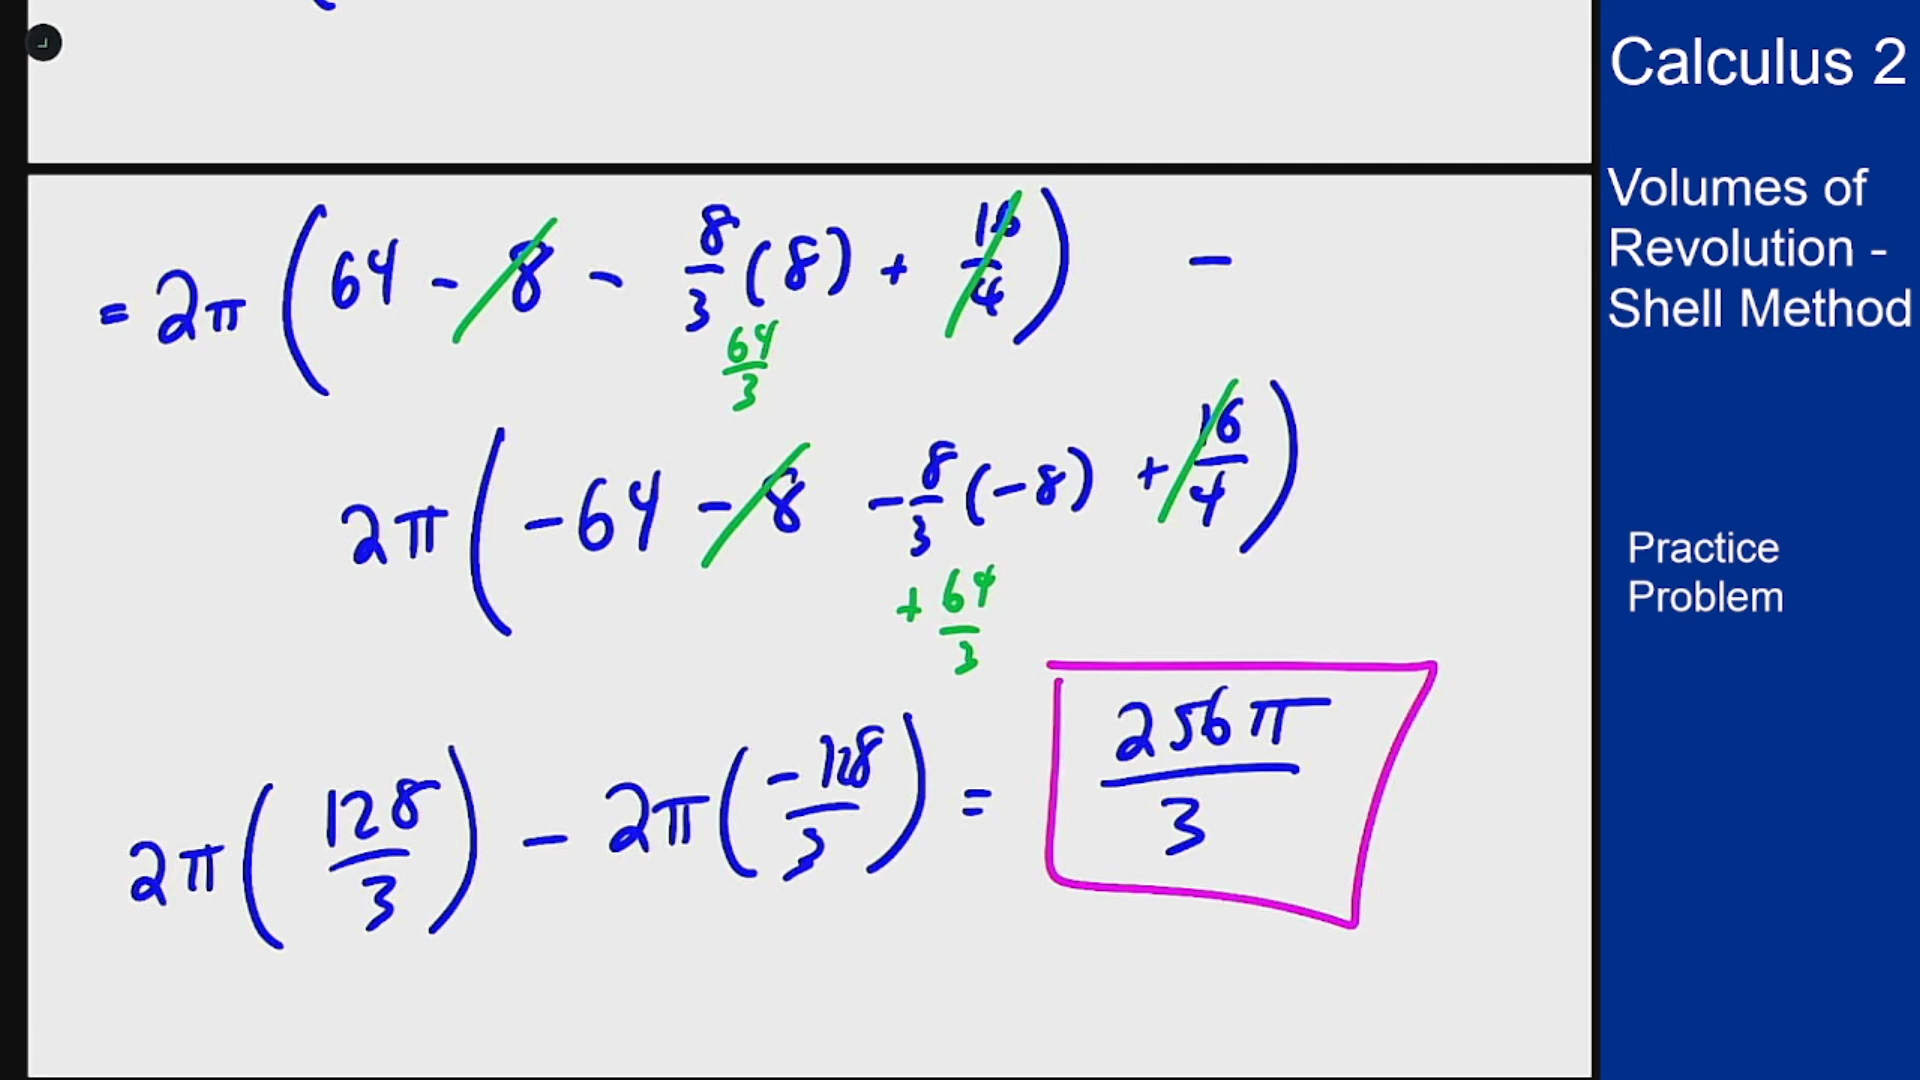 = 2π ( 64 - 8 - 8/3 (8) + 16/4 ) -
64/3
2π ( -64 - 8 - 8/3 (-8) + 16/4 )
+ 64/3
2π ( 128/3 ) - 2π ( -128/3 ) = 256π/3
Calculus 2
Volumes of
Revolution -
Shell Method
Practice
Problem